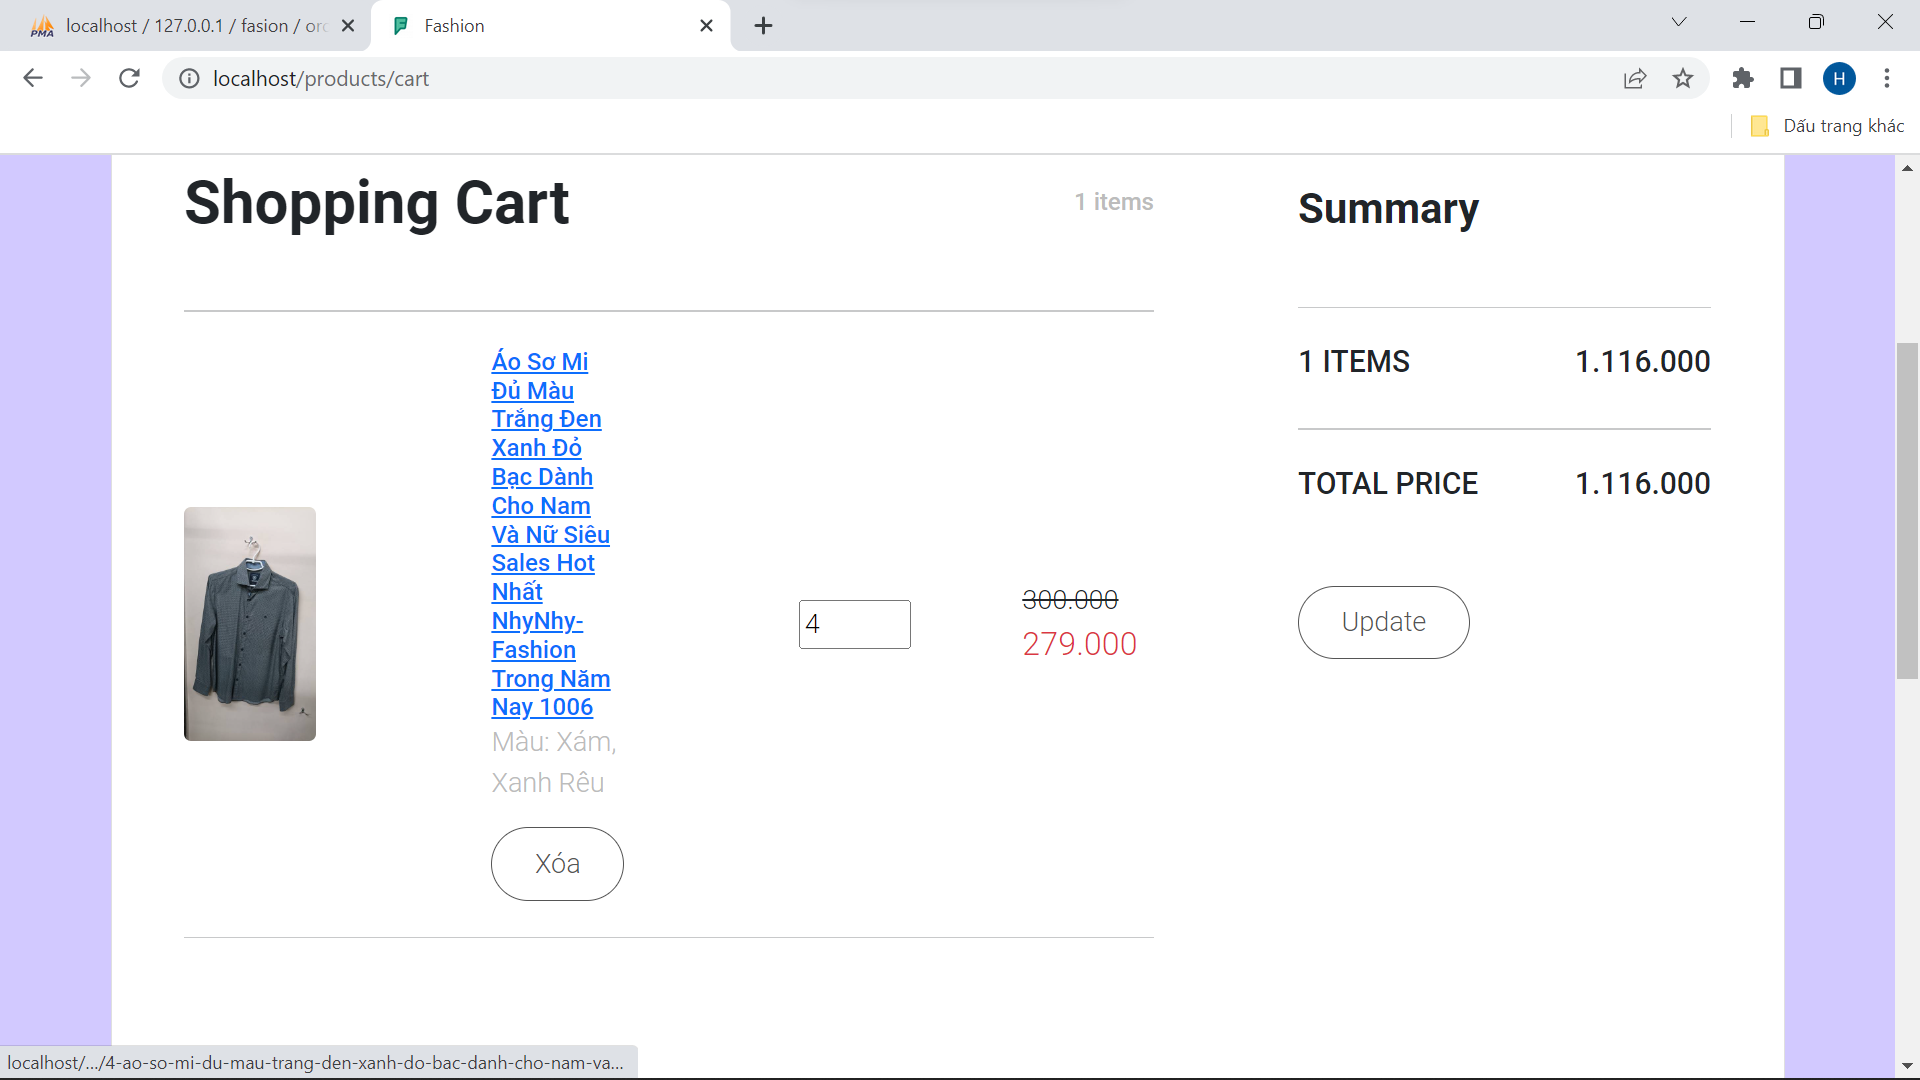 PMA localhost / 127.0.0.1 / fasion / ord
Fashion
localhost/products/cart
H
Dấu trang khác
Shopping Cart
1 items
Summary
Áo Sơ Mi
Đủ Màu
Trắng Đen
Xanh Đỏ
Bạc Dành
Cho Nam
Và Nữ Siêu
Sales Hot
Nhất
NhyNhy-
Fashion
Trong Năm
Nay 1006
Màu: Xám,
Xanh Rêu
Xóa
4
300.000
279.000
1 ITEMS 1.116.000
TOTAL PRICE 1.116.000
Update
localhost/.../4-ao-so-mi-du-mau-trang-den-xanh-do-bac-danh-cho-nam-va...